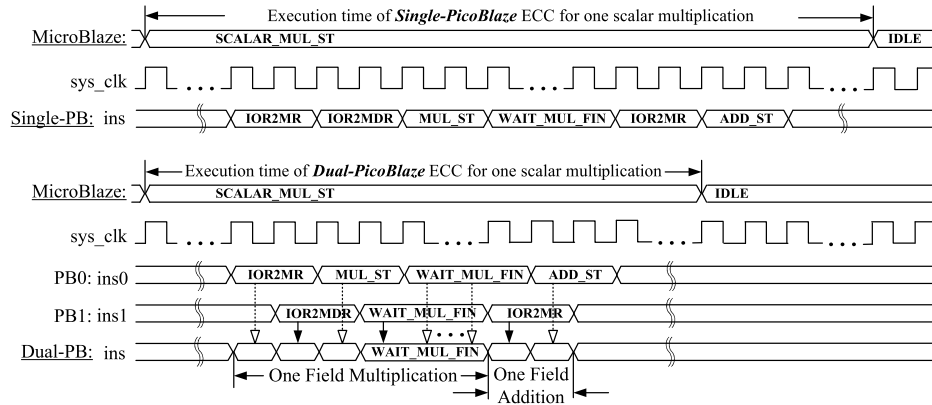 Execution time of Single-PicoBlaze ECC for one scalar multiplication
MicroBlaze: SCALAR_MUL_ST IDLE
sys_clk ... ... ...
Single-PB: ins IOR2MR IOR2MDR MUL_ST WAIT_MUL_FIN IOR2MR ADD_ST
Execution time of Dual-PicoBlaze ECC for one scalar multiplication
MicroBlaze: SCALAR_MUL_ST IDLE
sys_clk ... ... ... ...
PB0: ins0 IOR2MR MUL_ST WAIT_MUL_FIN ADD_ST
PB1: ins1 IOR2MDR WAIT_MUL_FIN IOR2MR
...
Dual-PB: ins WAIT_MUL_FIN
One Field Multiplication One Field
Addition